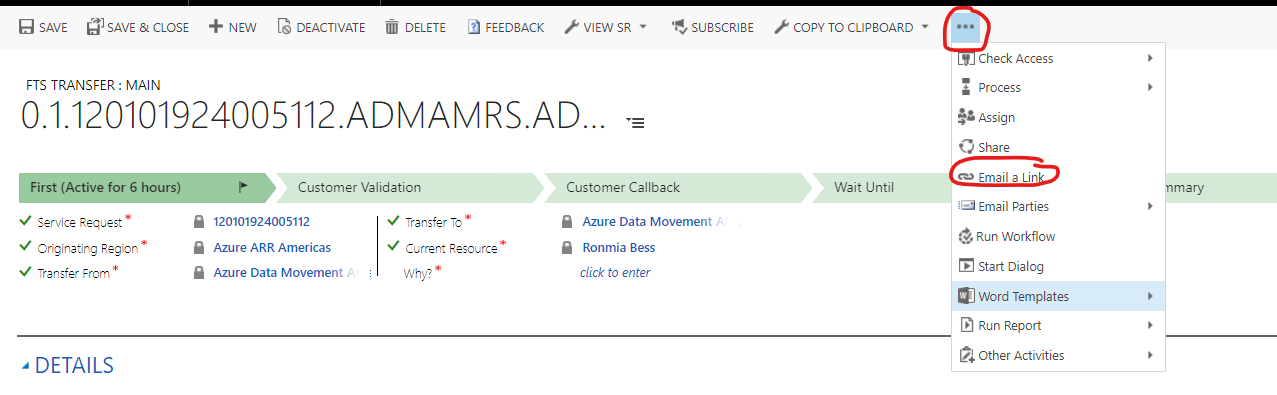 SAVE SAVE & CLOSE NEW DEACTIVATE DELETE FEEDBACK VIEW SR SUBSCRIBE COPY TO CLIPBOARD •••
FTS TRANSFER : MAIN
0.1.120101924005112.ADMAMRS.AD...
First (Active for 6 hours) Customer Validation Customer Callback Wait Until mmary
Service Request* 120101924005112 Transfer To* Azure Data Movement
Originating Region* Azure ARR Americas Current Resource* Ronmia Bess
Transfer From* Azure Data Movement Why?* click to enter
DETAILS
Check Access
Process
Assign
Share
Email a Link
Email Parties
Run Workflow
Start Dialog
Word Templates
Run Report
Other Activities